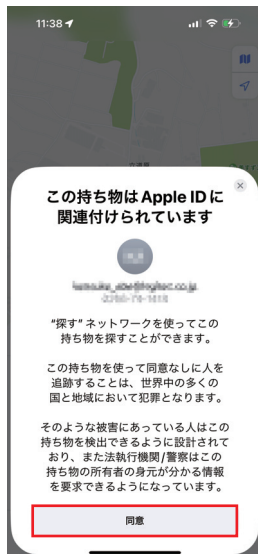 11:38
この持ち物は Apple ID に
関連付けられています
“探す” ネットワークを使ってこの
持ち物を探すことができます。
この持ち物を使って同意なしに人を
追跡することは、世界中の多くの
国と地域において犯罪となります。
そのような被害にあっている人はこの
持ち物を検出できるように設計されて
おり、また法執行機関/警察はこの
持ち物の所有者の身元が分かる情報
を要求できるようになっています。
同意